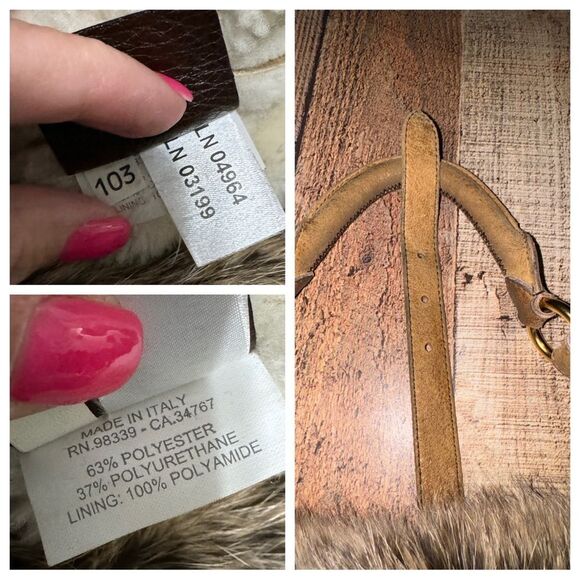 LN 04964
LN 03199
103
LINING:
MADE IN ITALY
RN.98339 - CA.34767
63% POLYESTER
37% POLYURETHANE
LINING: 100% POLYAMIDE